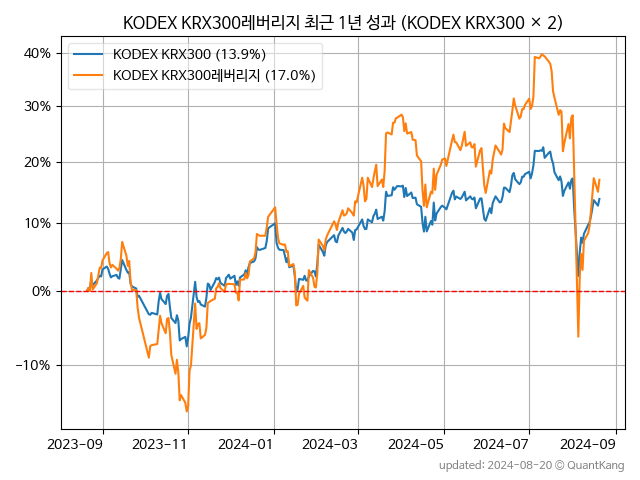 KODEX KRX300레버리지 최근 1년 성과 (KODEX KRX300 × 2)
KODEX KRX300 (13.9%)
KODEX KRX300레버리지 (17.0%)
40%
30%
20%
10%
0%
−10%
2023-09 2023-11 2024-01 2024-03 2024-05 2024-07 2024-09
updated: 2024-08-20 © QuantKang